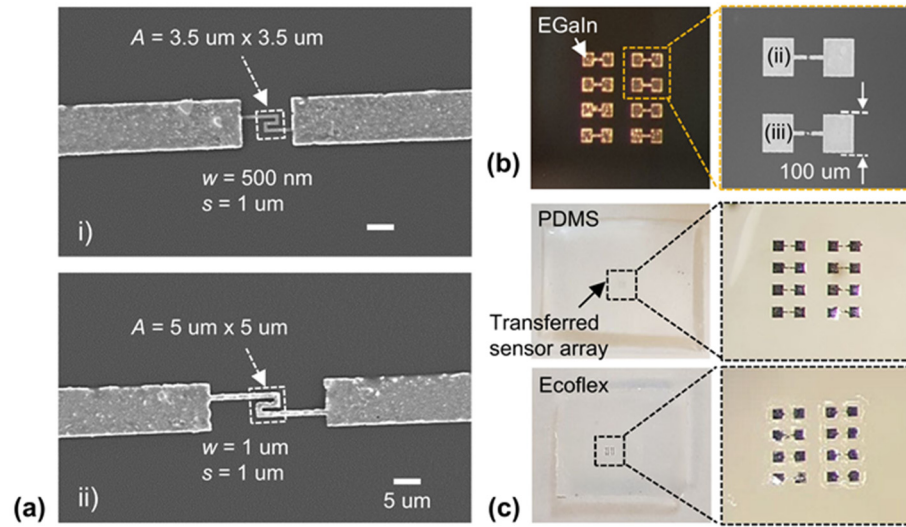 A = 3.5 um x 3.5 um
w = 500 nm
s = 1 um
i)
A = 5 um x 5 um
w = 1 um
s = 1 um
5 um
ii)
(a)
EGaIn
(ii)
(iii)
100 um
(b)
PDMS
Transferred
sensor array
Ecoflex
(c)